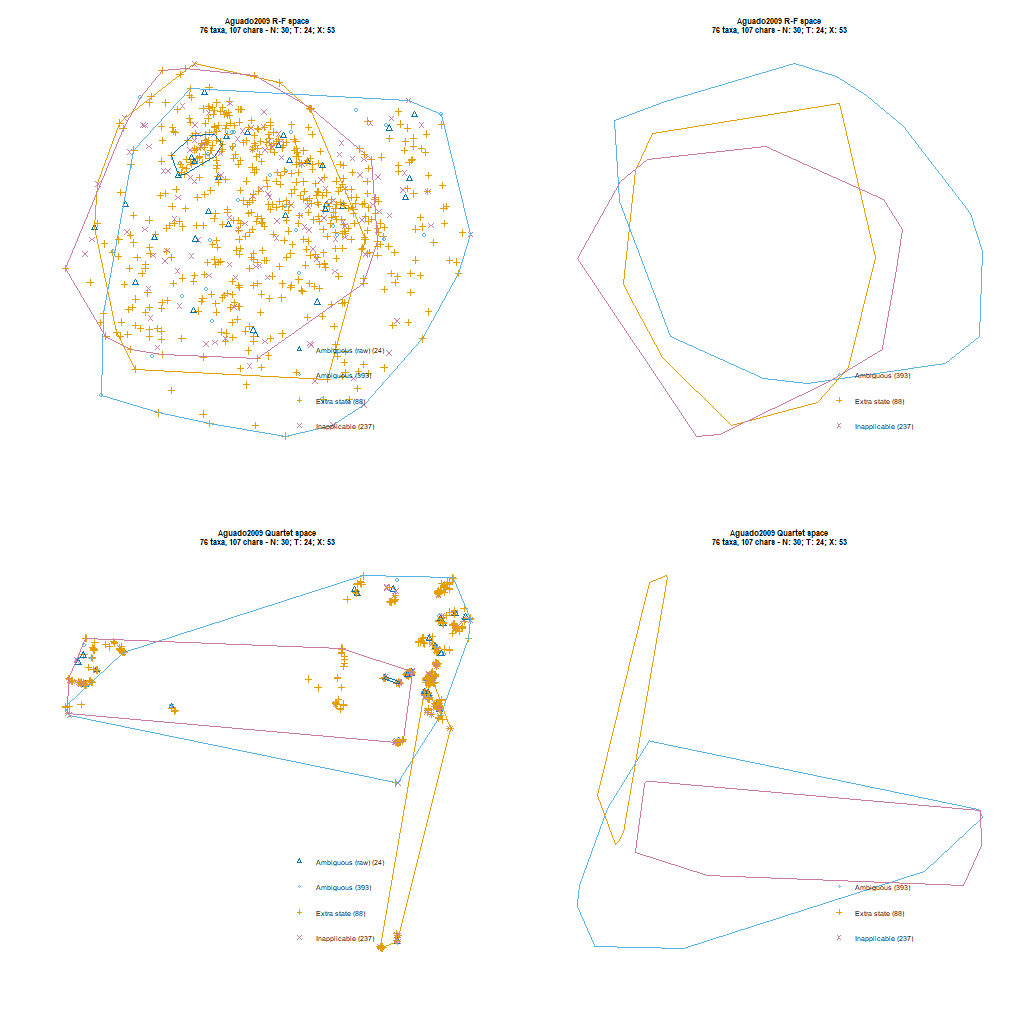 Aguado2009 R-F space
76 taxa, 107 chars - N: 30; T: 24; X: 53
Ambiguous (raw) (24)
Ambiguous (393)
Extra state (88)
Inapplicable (237)
Aguado2009 R-F space
76 taxa, 107 chars - N: 30; T: 24; X: 53
Ambiguous (393)
Extra state (88)
Inapplicable (237)
Aguado2009 Quartet space
76 taxa, 107 chars - N: 30; T: 24; X: 53
Ambiguous (raw) (24)
Ambiguous (393)
Extra state (88)
Inapplicable (237)
Aguado2009 Quartet space
76 taxa, 107 chars - N: 30; T: 24; X: 53
Ambiguous (393)
Extra state (88)
Inapplicable (237)